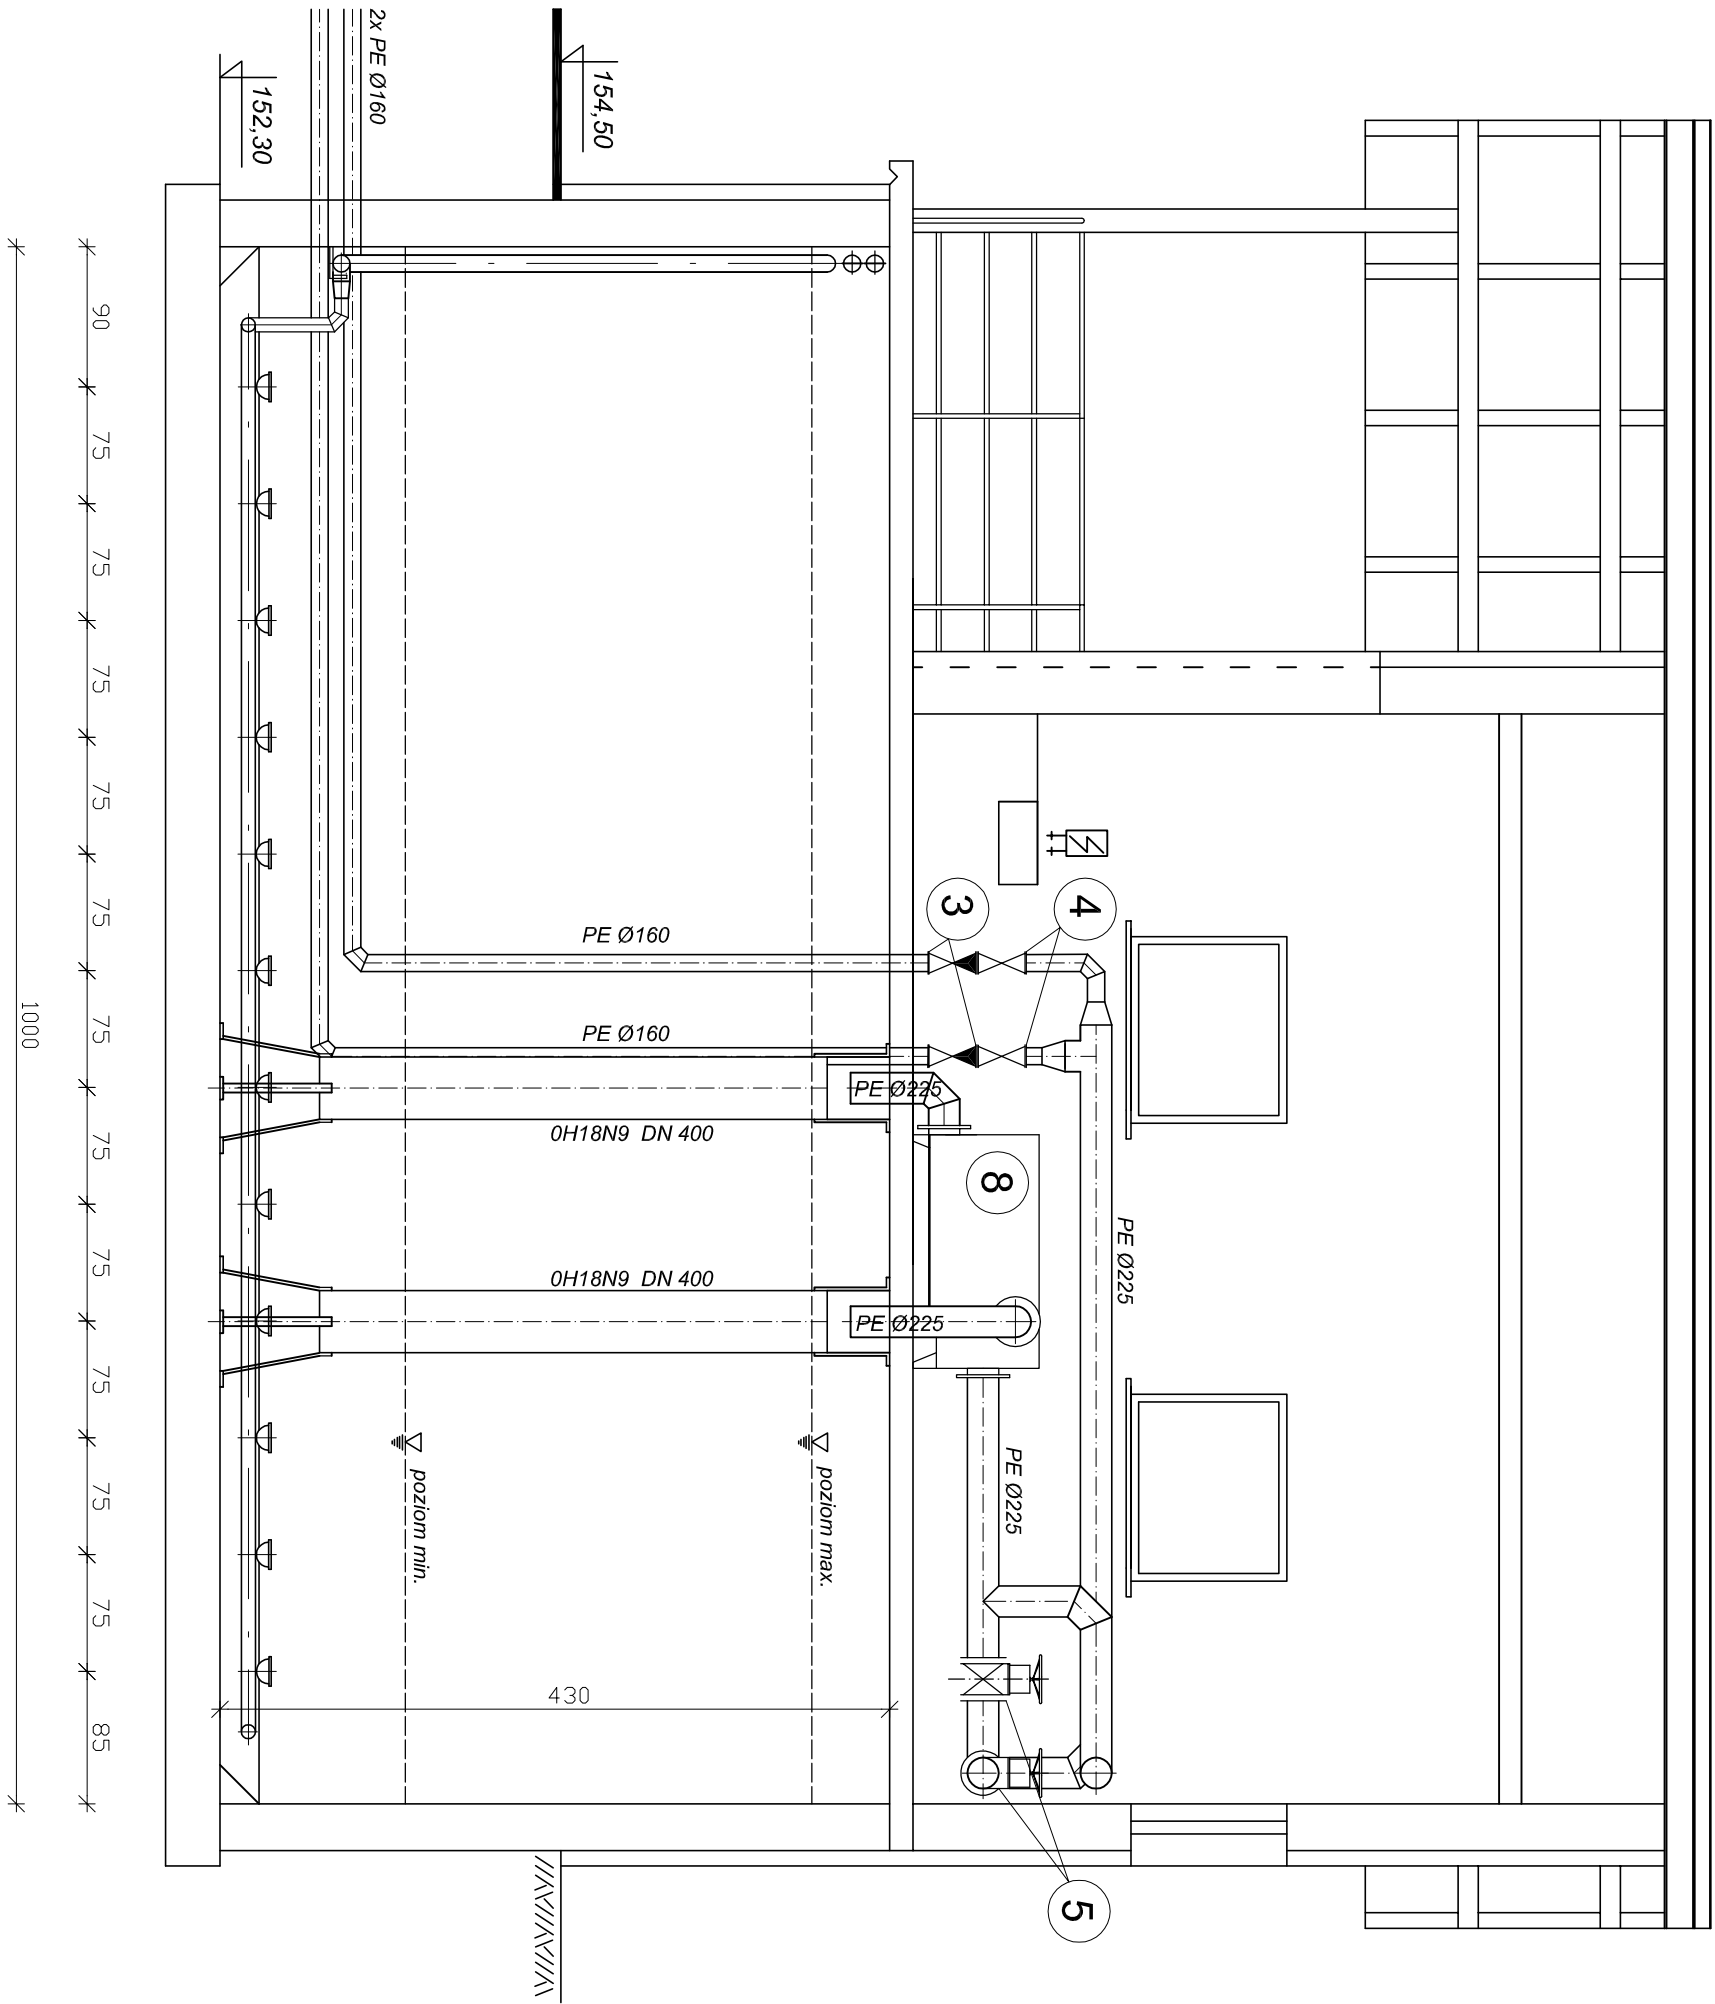 PE Ø225
4
5
PE Ø225
3
8
PE Ø225
PE Ø225
poziom max.
154,50
PE Ø160
PE Ø160
0H18N9 DN 400
0H18N9 DN 400
430
poziom min.
2x PE Ø160
152,30
90 75 75 75 75 75 75 75 75 75 75 75 85
1000